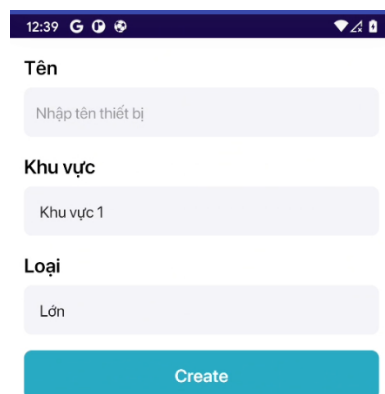 12:39
Tên
Nhập tên thiết bị
Khu vực
Khu vực 1
Loại
Lớn
Create